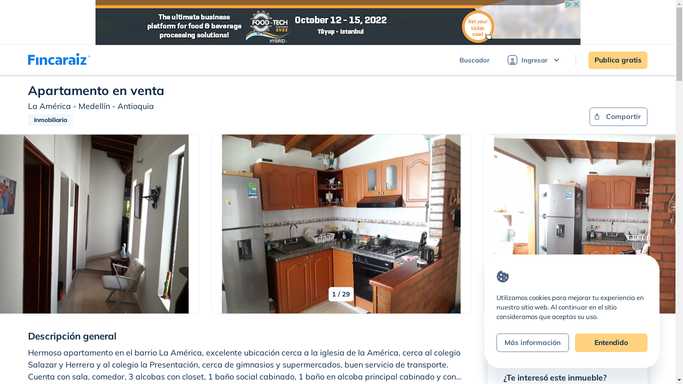 The ultimate business
platform for food & beverage
processing solutions!
FOOD-TECH
HYBRID
October 12 - 15, 2022
Tüyap - Istanbul
Fincaraiz
Buscador
Ingresar
Publica gratis
Apartamento en venta
La América - Medellín - Antioquia
Inmobiliaria
Compartir
1 / 29
Utilizamos cookies para mejorar tu experiencia en
nuestro sitio web. Al continuar en el sitio
consideramos que aceptas su uso.
Más información
Entendido
Descripción general
Hermoso apartamento en el barrio La América, excelente ubicación cerca a la iglesia de la América, cerca al colegio
Salazar y Herrera y al colegio la Presentación, cerca de gimnasios y supermercados, buen servicio de transporte.
Cuenta con sala, comedor, 3 alcobas con closet, 1 baño social cabinado, 1 baño en alcoba principal cabinado y con...
¿Te interesó este inmueble?